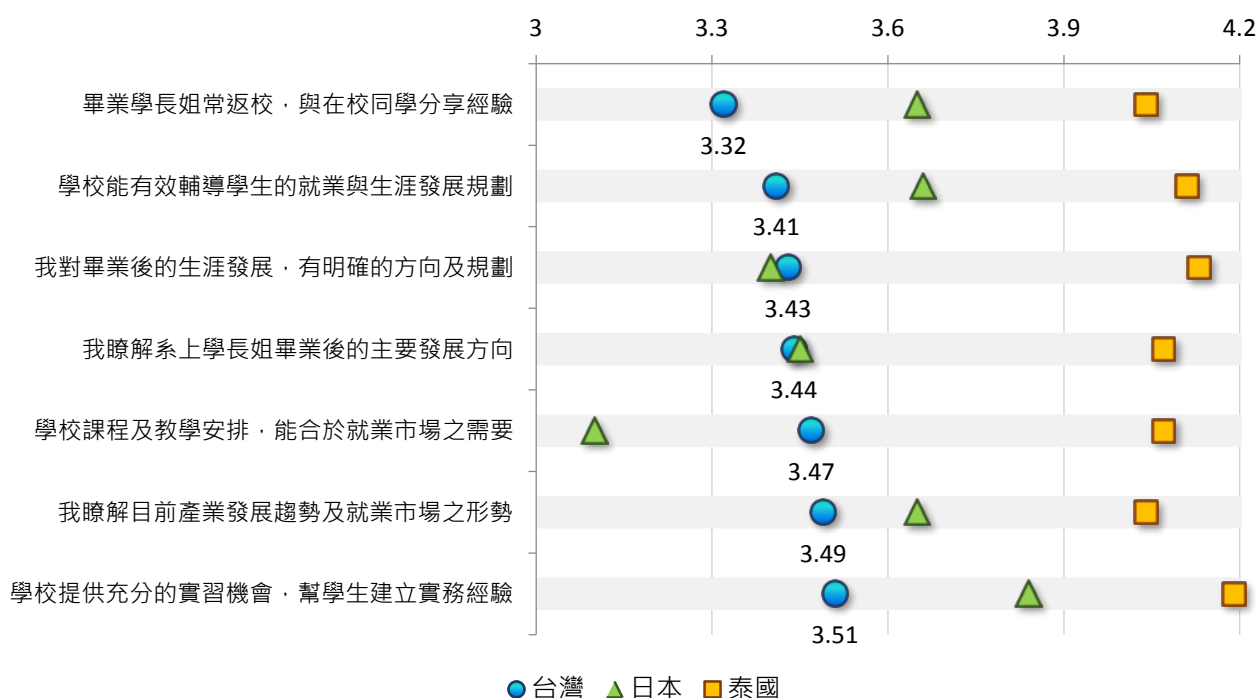 3 3.3 3.6 3.9 4.2
畢業學長姐常返校，與在校同學分享經驗
3.32
學校能有效輔導學生的就業與生涯發展規劃
3.41
我對畢業後的生涯發展，有明確的方向及規劃
3.43
我瞭解系上學長姐畢業後的主要發展方向
3.44
學校課程及教學安排，能合於就業市場之需要
3.47
我瞭解目前產業發展趨勢及就業市場之形勢
3.49
學校提供充分的實習機會，幫學生建立實務經驗
3.51
台灣 日本 泰國